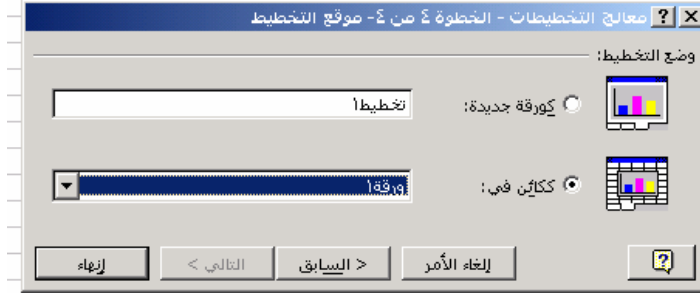 معالج التخطيطات - الخطوة ٤ من ٤- موقع التخطيط
وضع التخطيط:
كورقة جديدة: تخطيط١
ككائن في: ورقة١
إلغاء الأمر < السابق التالي > إنهاء